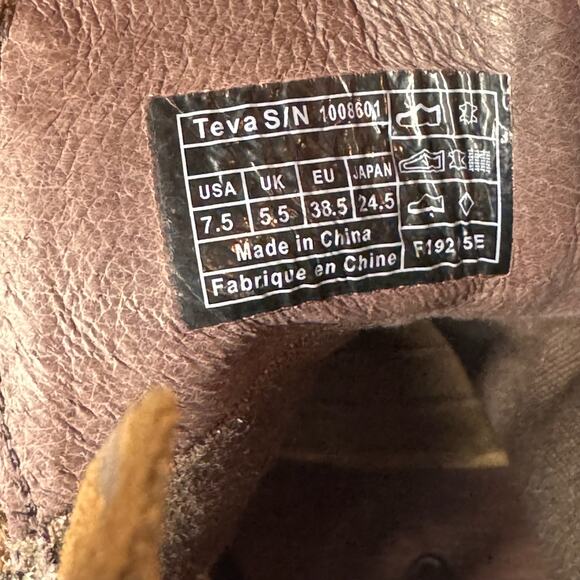 Teva S/N 1008601
USA UK EU JAPAN
7.5 5.5 38.5 24.5
Made in China
Fabrique en Chine
F192 5E